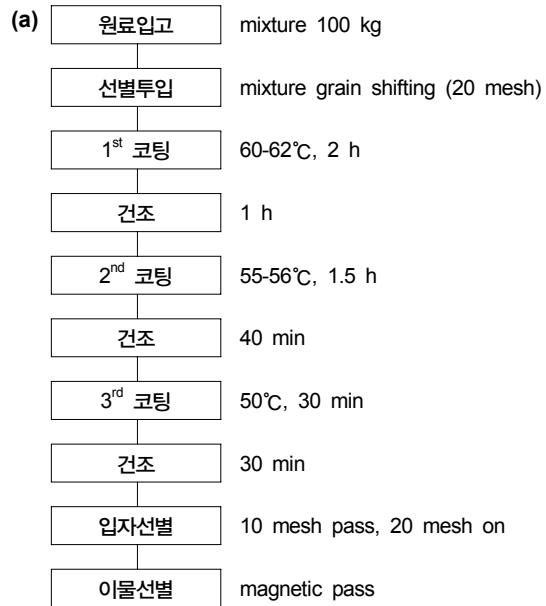 (a) 원료입고 mixture 100 kg
선별투입 mixture grain shifting (20 mesh)
1st 코팅 60-62℃, 2 h
건조 1 h
2nd 코팅 55-56℃, 1.5 h
건조 40 min
3rd 코팅 50℃, 30 min
건조 30 min
입자선별 10 mesh pass, 20 mesh on
이물선별 magnetic pass